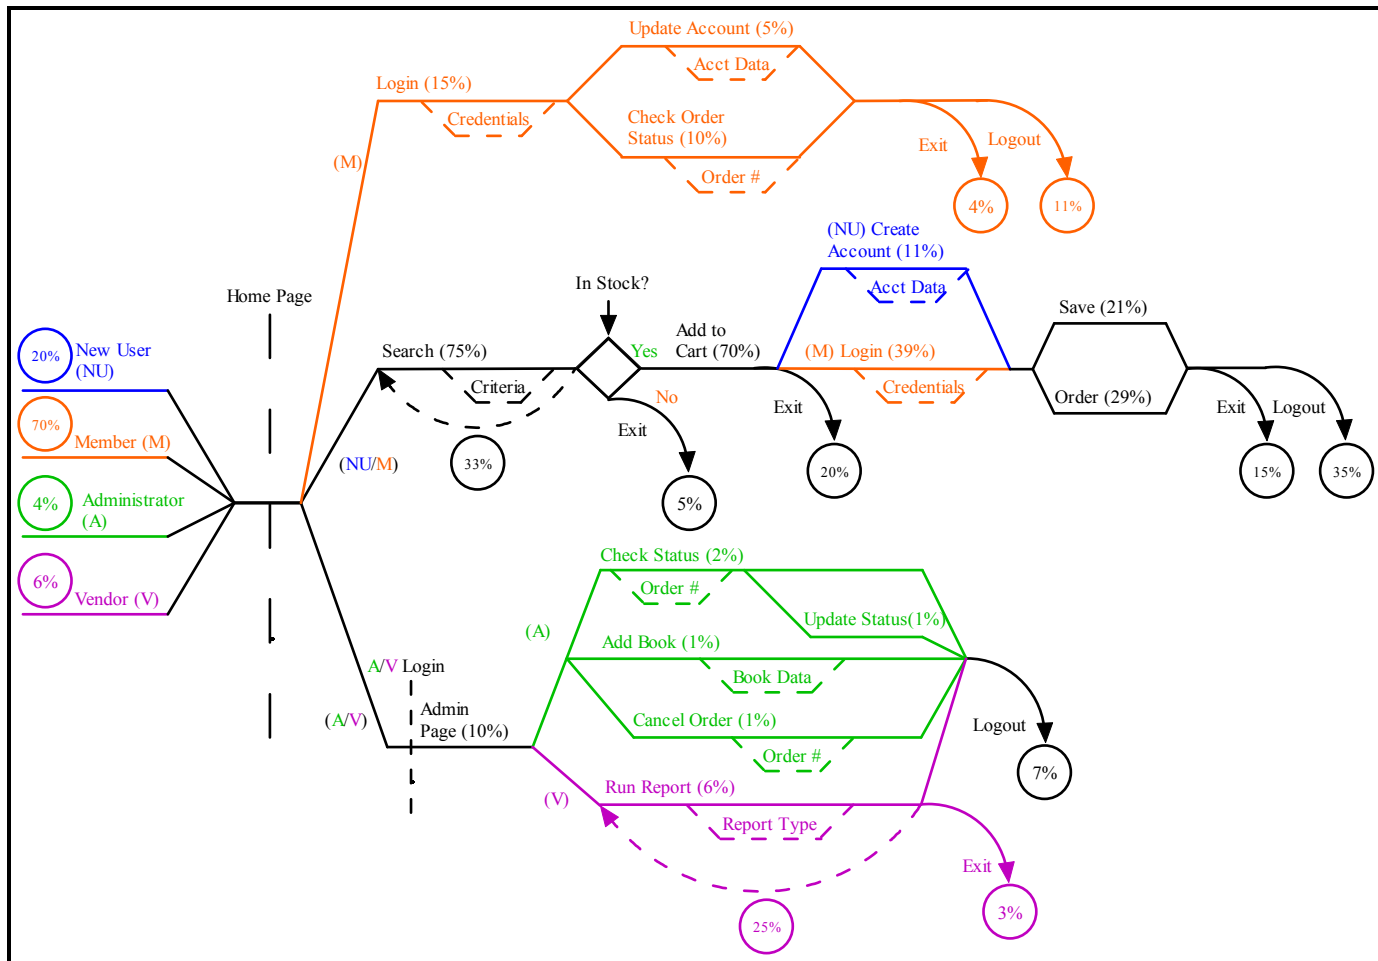 Update Account (5%)
Acct Data
Login (15%)
Credentials
Check Order
Status (10%)
Order #
(M)
Exit
Logout
4%
11%
(NU) Create
Account (11%)
Acct Data
In Stock?
Home Page
Save (21%)
20%
New User
(NU)
Search (75%)
Criteria
Yes
Add to
Cart (70%)
(M) Login (39%)
Credentials
No
Exit
Exit
Order (29%)
Exit
Logout
70%
Member (M)
(NU/M)
33%
5%
20%
15%
35%
4%
Administrator
(A)
6%
Vendor (V)
Check Status (2%)
Order #
Update Status(1%)
(A)
Add Book (1%)
Book Data
A/V Login
Admin
Page (10%)
(A/V)
Cancel Order (1%)
Order #
Logout
7%
(V)
Run Report (6%)
Report Type
Exit
25%
3%